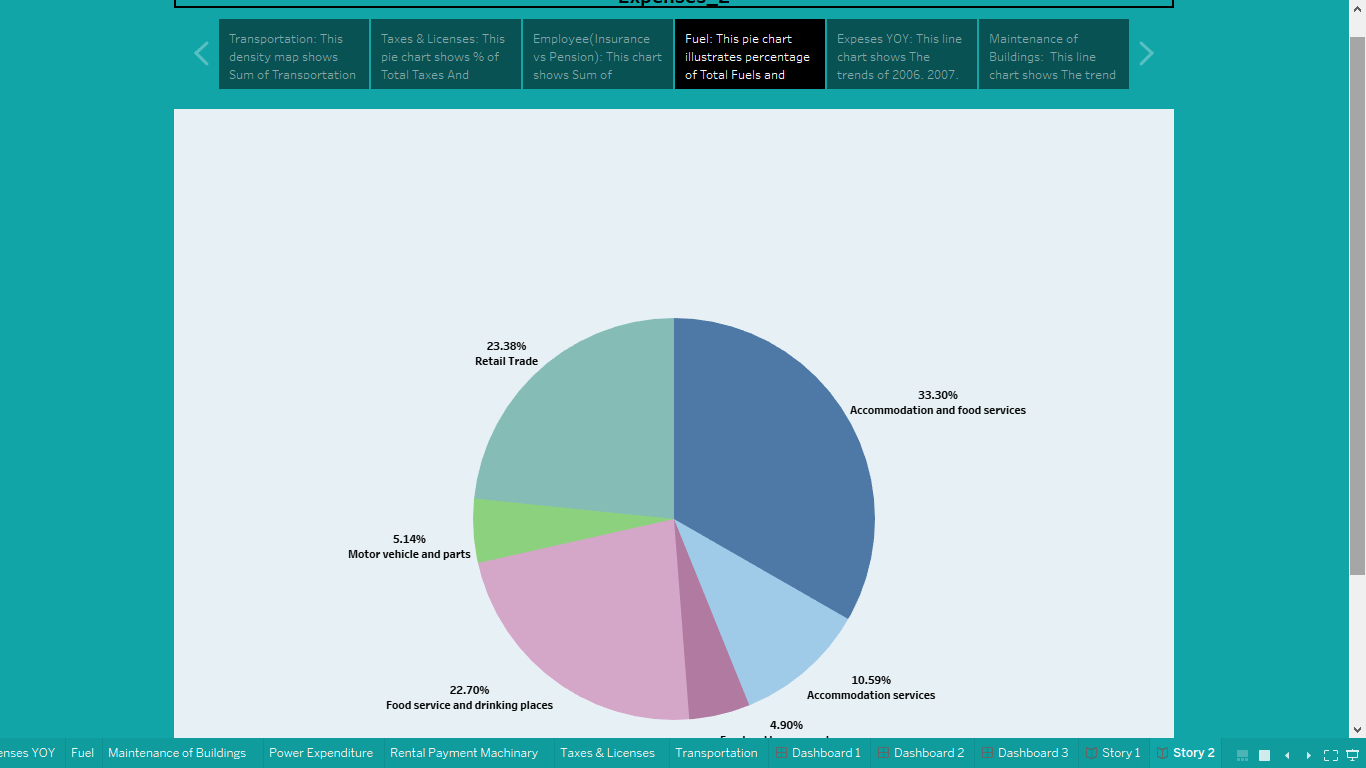 Expenses_2
Transportation: This
density map shows
Sum of Transportation
Taxes & Licenses: This
pie chart shows % of
Total Taxes And
Employee(Insurance
vs Pension): This chart
shows Sum of
Fuel: This pie chart
illustrates percentage
of Total Fuels and
Expeses YOY: This line
chart shows The
trends of 2006, 2007,
Maintenance of
Buildings: This line
chart shows The trend
23.38%
Retail Trade
33.30%
Accommodation and food services
5.14%
Motor vehicle and parts
10.59%
Accommodation services
22.70%
Food service and drinking places
4.90%
enses YOY
Fuel
Maintenance of Buildings
Power Expenditure
Rental Payment Machinary
Taxes & Licenses
Transportation
Dashboard 1
Dashboard 2
Dashboard 3
Story 1
Story 2